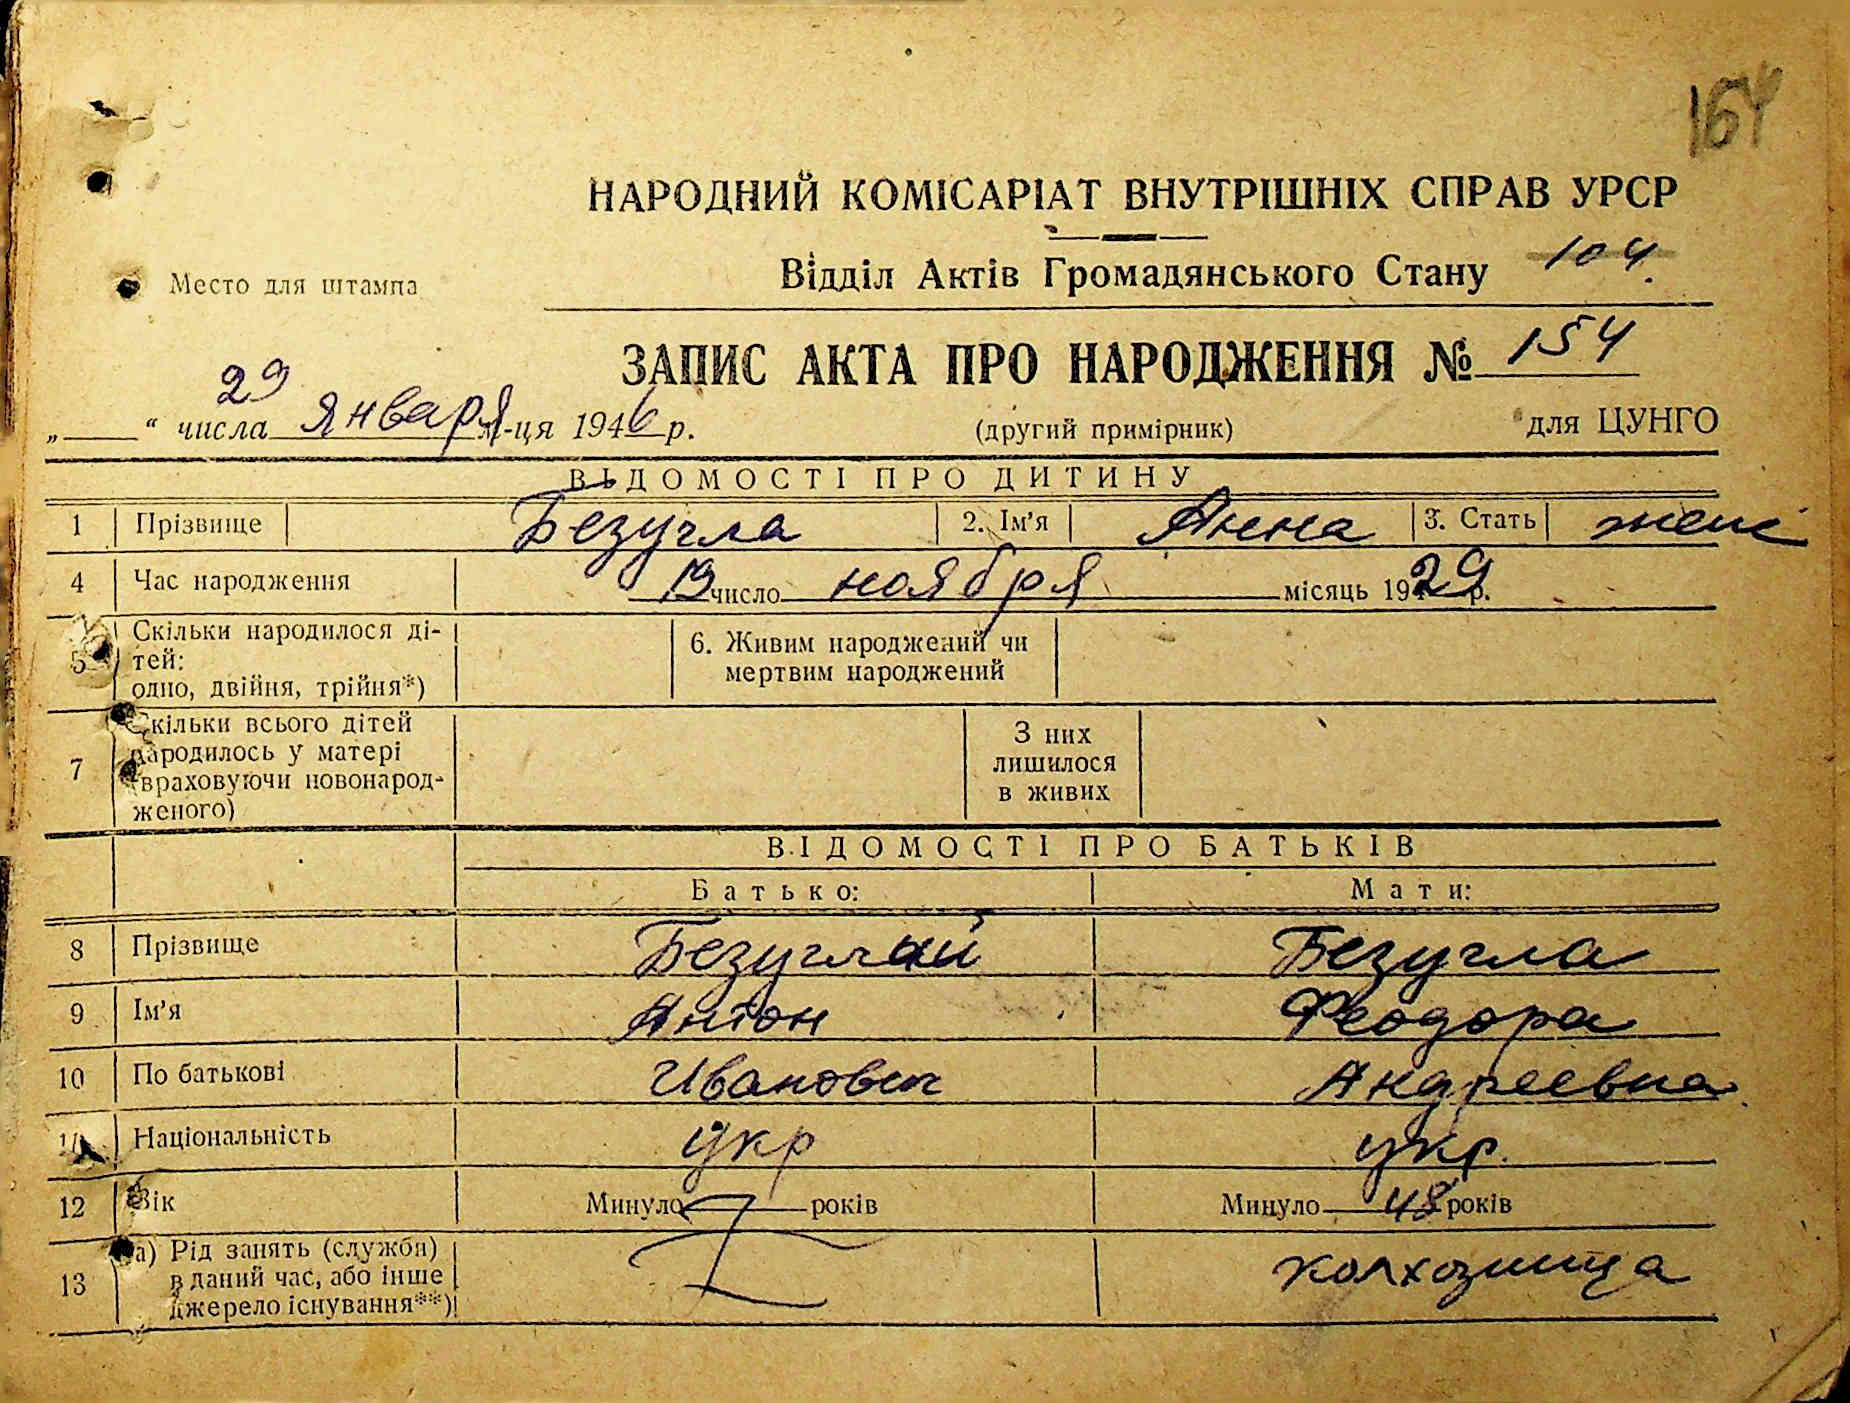 164
НАРОДНИЙ КОМІСАРІАТ ВНУТРІШНІХ СПРАВ УРСР
Место для штампа
Відділ Актів Громадянського Стану 104.
ЗАПИС АКТА ПРО НАРОДЖЕННЯ № 154
„ 29 “ числа января м-ця 1946 р. (другий примірник) для ЦУНГО
ВІДОМОСТІ ПРО ДИТИНУ
1 Прізвище Безугла 2. Ім'я Анна 3. Стать жен
4 Час народження 19 число ноября місяць 1929 р.
5 Скільки народилося ді-
тей:
одно, двійня, трійня*)
6. Живим народжений чи
мертвим народжений
7 Скільки всього дітей
народилось у матері
(враховуючи новонарод-
женого)
З них
лишилося
в живих
ВІДОМОСТІ ПРО БАТЬКІВ
Батько: Мати:
8 Прізвище Безуглый Безугла
9 Ім'я Антон Феодора
10 По батькові Иванович Андреевна
11 Національність укр укр.
12 Вік Минуло років Минуло 48 років
13 а) Рід занять (служби)
в даний час, або інше
джерело існування**)
колхозница